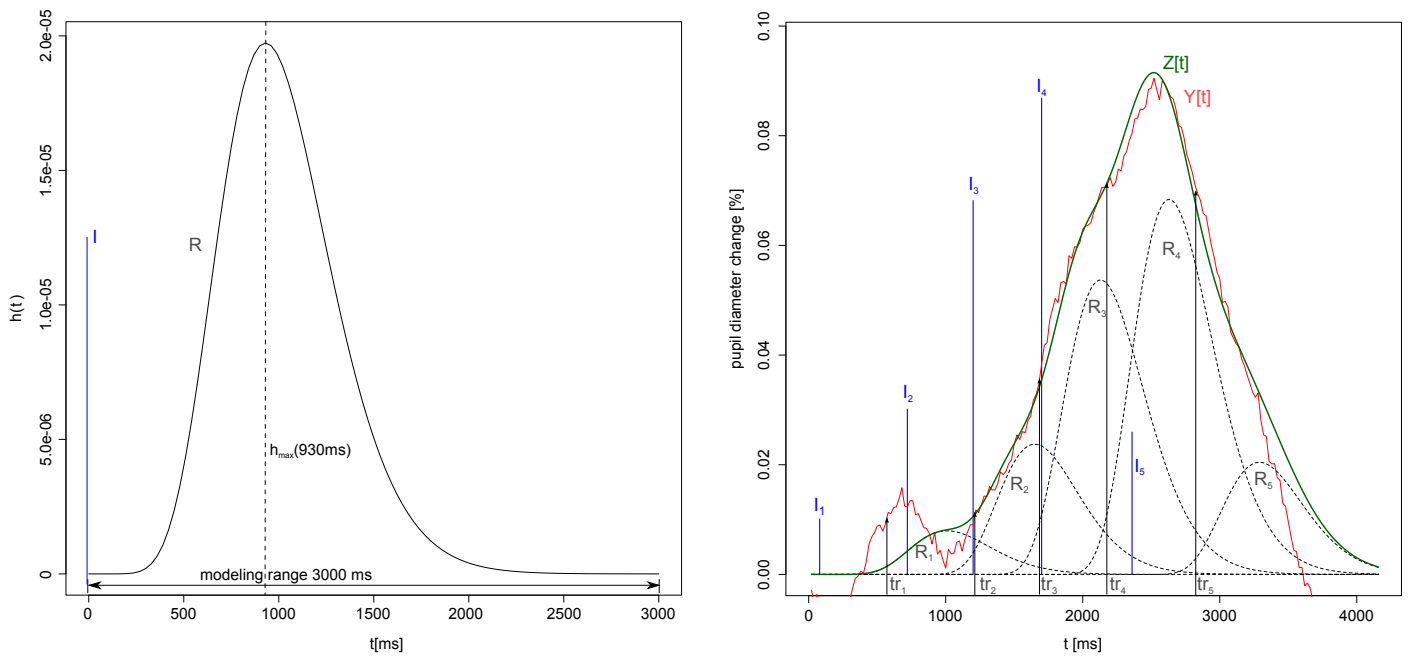 2.0e-05
1.5e-05
1.0e-05
5.0e-06
0
h(t)
I
R
hmax(930ms)
modeling range 3000 ms
0
500
1000
1500
2000
2500
3000
t[ms]
0.10
0.08
0.06
0.04
0.02
0.00
pupil diameter change [%]
Z[t]
Y[t]
I4
I3
I2
I5
I1
R4
R3
R2
R5
R1
tr1
tr2
tr3
tr4
tr5
0
1000
2000
3000
4000
t [ms]